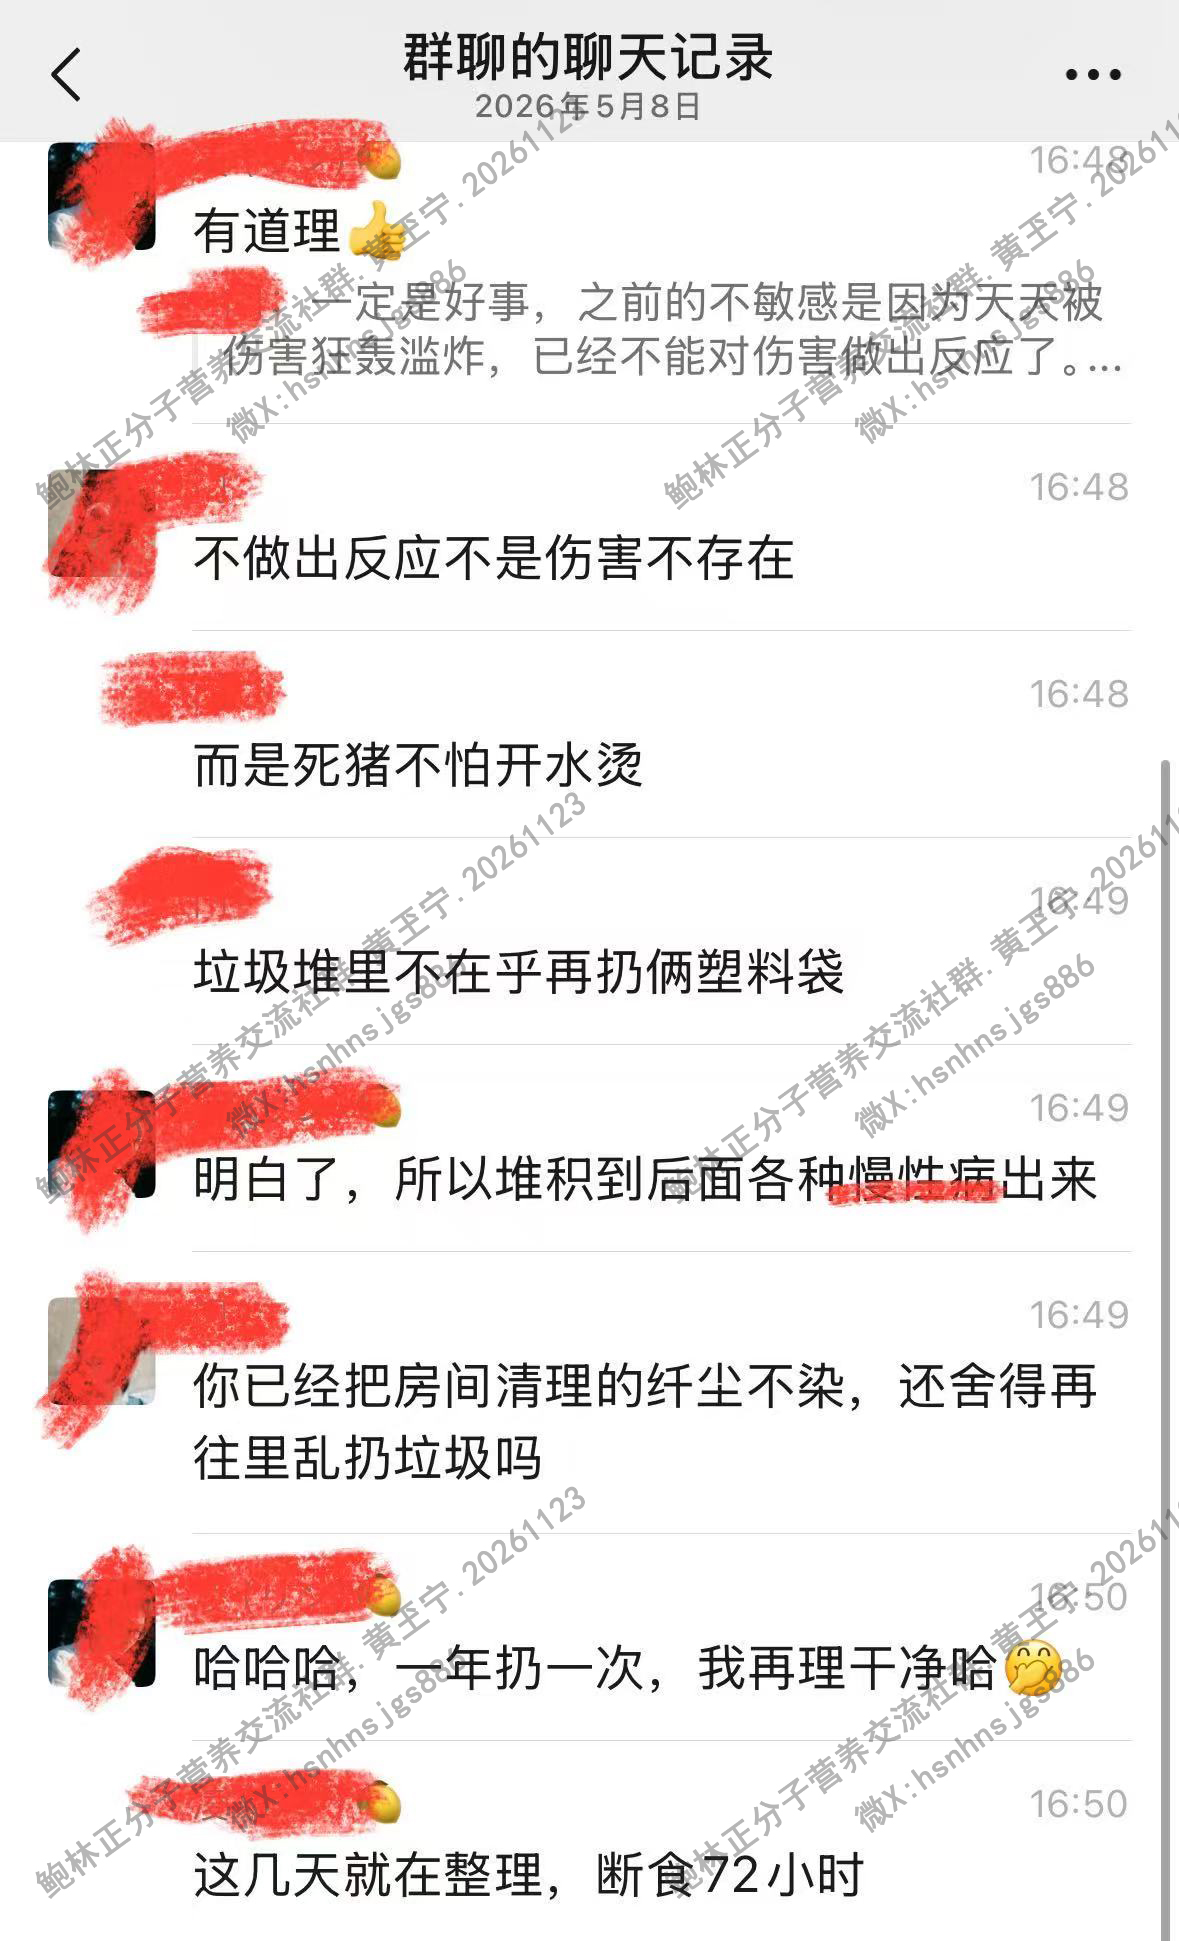 群聊的聊天记录
2026年5月8日
16:48
有道理👍
一定是好事，之前的不敏感是因为天天被
伤害狂轰滥炸，已经不能对伤害做出反应了。...
16:48
不做出反应不是伤害不存在
16:48
而是死猪不怕开水烫
16:49
垃圾堆里不在乎再扔俩塑料袋
16:49
明白了，所以堆积到后面各种慢性病出来
16:49
你已经把房间清理的纤尘不染，还舍得再
往里乱扔垃圾吗
16:50
哈哈哈，一年扔一次，我再理干净哈🤭
16:50
这几天就在整理，断食72小时
鲍林正分子营养交流社群.黄玊宁.20261123
微X:hsnhnsjgs886